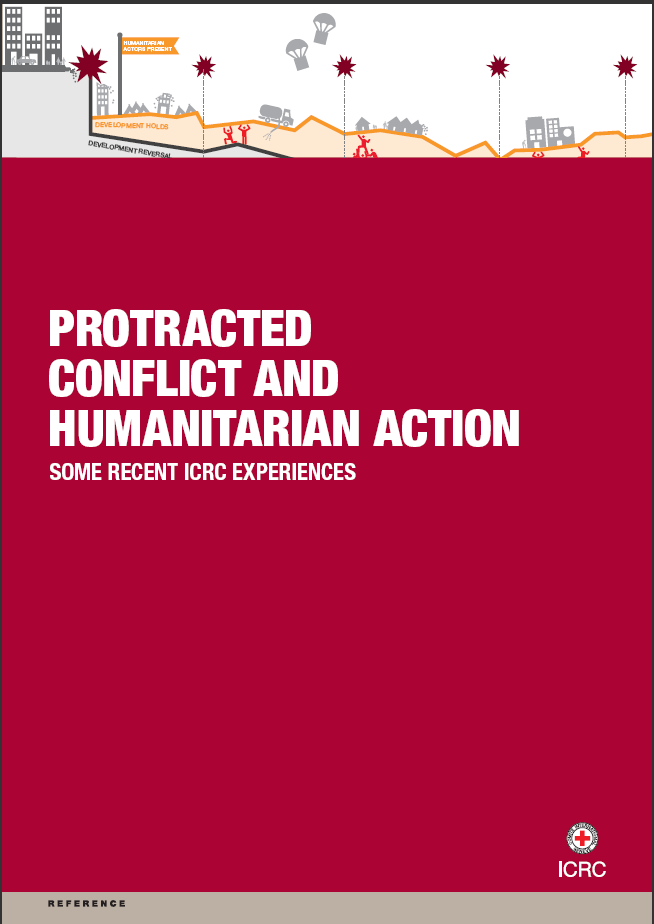 HUMANITARIAN
ACTORS PRESENT
DEVELOPMENT HOLDS
DEVELOPMENT REVERSAL
PROTRACTED
CONFLICT AND
HUMANITARIAN ACTION
SOME RECENT ICRC EXPERIENCES
ICRC
REFERENCE